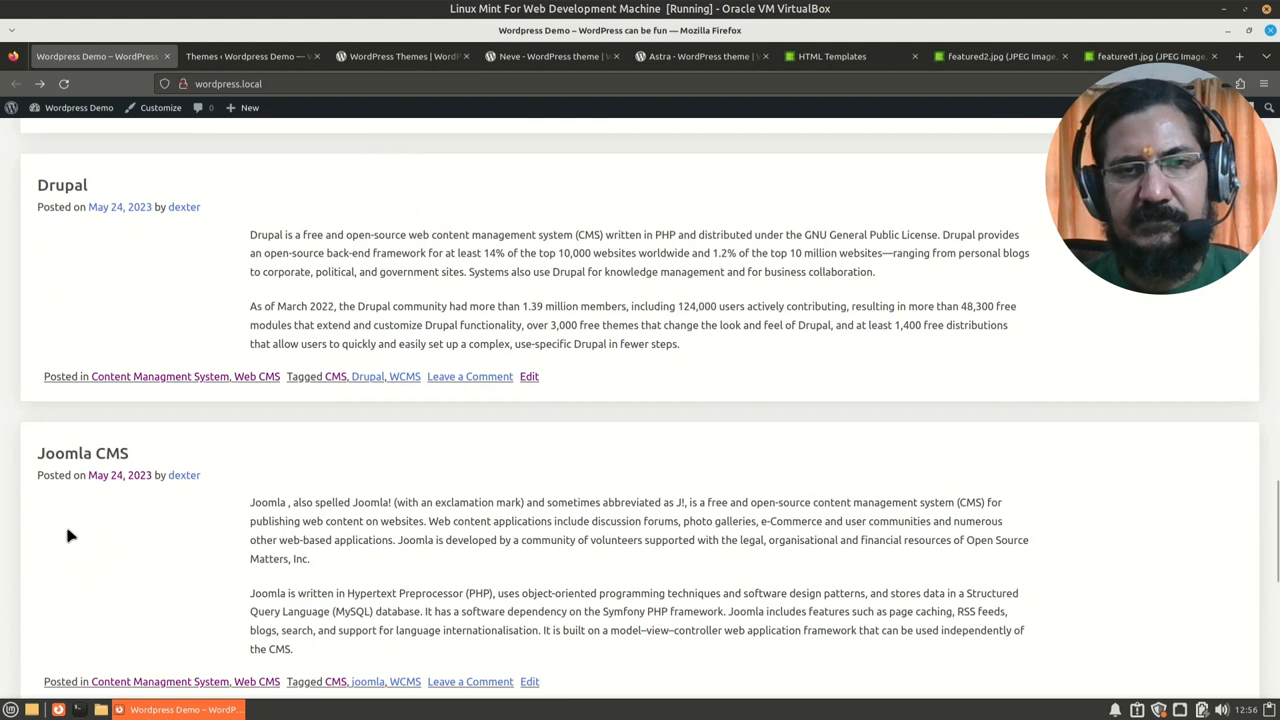 Linux Mint For Web Development Machine [Running] - Oracle VM VirtualBox
Wordpress Demo – WordPress can be fun — Mozilla Firefox
Wordpress Demo – WordPress
Themes ‹ Wordpress Demo —
WordPress Themes | WordP
Neve - WordPress theme | W
Astra - WordPress theme | W
HTML Templates
featured2.jpg (JPEG Image,
featured1.jpg (JPEG Image,
wordpress.local
Wordpress Demo
Customize
0
New
Drupal
Posted on May 24, 2023 by dexter
Drupal is a free and open-source web content management system (CMS) written in PHP and distributed under the GNU General Public License. Drupal provides
an open-source back-end framework for at least 14% of the top 10,000 websites worldwide and 1.2% of the top 10 million websites—ranging from personal blogs
to corporate, political, and government sites. Systems also use Drupal for knowledge management and for business collaboration.
As of March 2022, the Drupal community had more than 1.39 million members, including 124,000 users actively contributing, resulting in more than 48,300 free
modules that extend and customize Drupal functionality, over 3,000 free themes that change the look and feel of Drupal, and at least 1,400 free distributions
that allow users to quickly and easily set up a complex, use-specific Drupal in fewer steps.
Posted in Content Managment System, Web CMS Tagged CMS, Drupal, WCMS Leave a Comment Edit
Joomla CMS
Posted on May 24, 2023 by dexter
Joomla , also spelled Joomla! (with an exclamation mark) and sometimes abbreviated as J!, is a free and open-source content management system (CMS) for
publishing web content on websites. Web content applications include discussion forums, photo galleries, e-Commerce and user communities and numerous
other web-based applications. Joomla is developed by a community of volunteers supported with the legal, organisational and financial resources of Open Source
Matters, Inc.
Joomla is written in Hypertext Preprocessor (PHP), uses object-oriented programming techniques and software design patterns, and stores data in a Structured
Query Language (MySQL) database. It has a software dependency on the Symfony PHP framework. Joomla includes features such as page caching, RSS feeds,
blogs, search, and support for language internationalisation. It is built on a model–view–controller web application framework that can be used independently of
the CMS.
Posted in Content Managment System, Web CMS Tagged CMS, joomla, WCMS Leave a Comment Edit
Wordpress Demo – WordP...
12:56